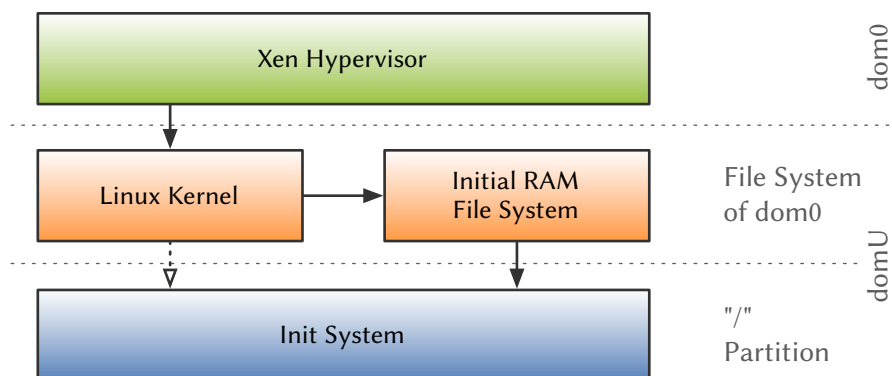 Xen Hypervisor
dom0
Linux Kernel
Initial RAM
File System
File System
of dom0
domU
Init System
"/"
Partition